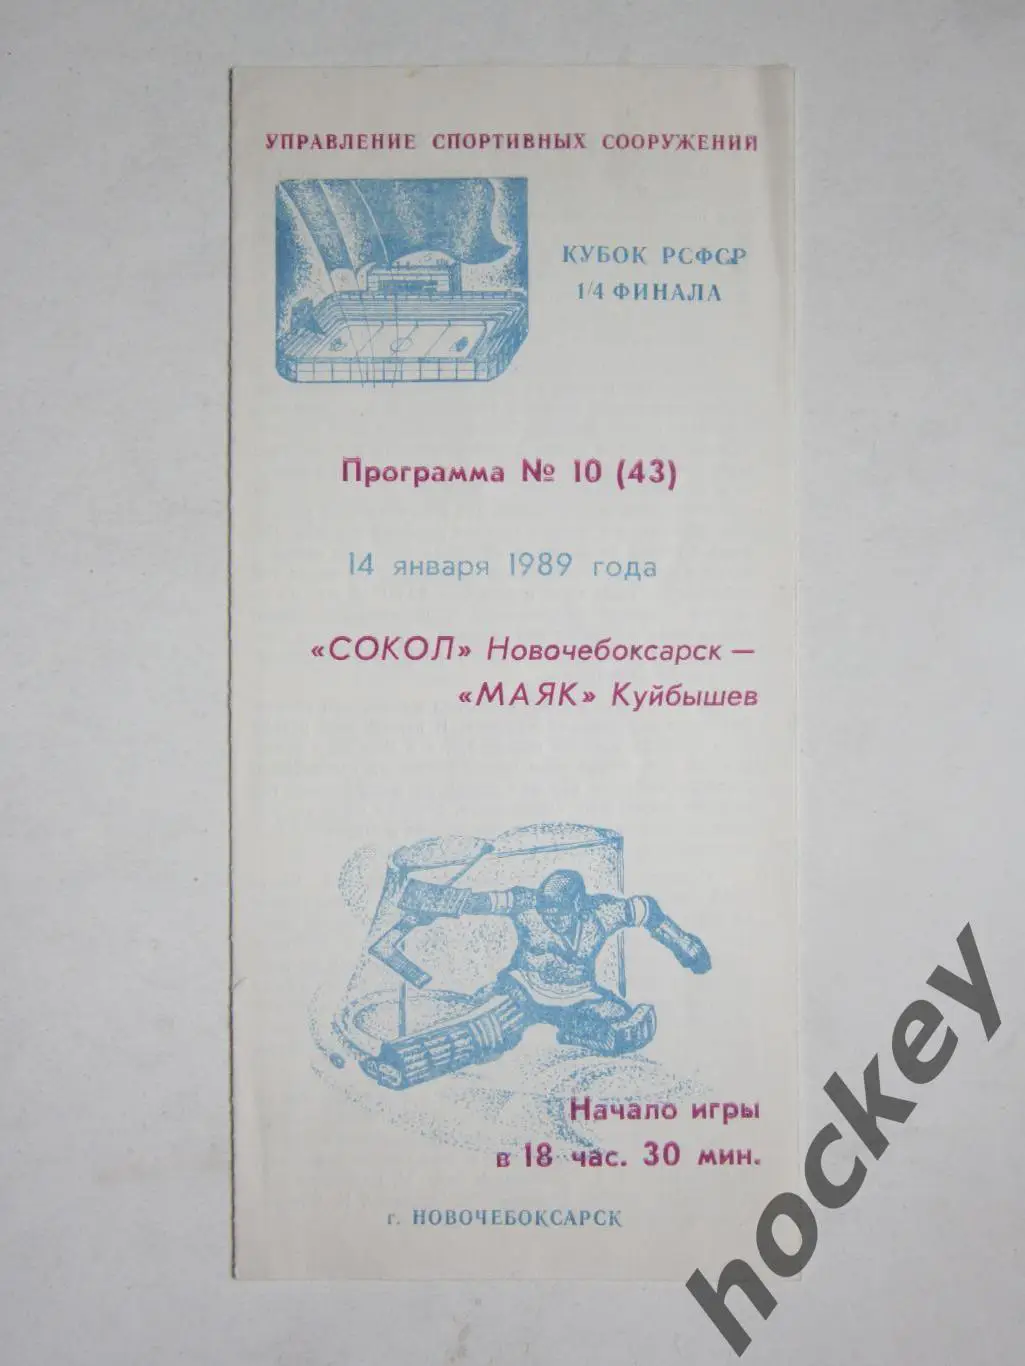 УПРАВЛЕНИЕ СПОРТИВНЫХ СООРУЖЕНИЙ
КУБОК РСФСР
1/4 ФИНАЛА
Программа № 10 (43)
14 января 1989 года
«СОКОЛ» Новочебоксарск —
«МАЯК» Куйбышев
Начало игры
в 18 час. 30 мин.
г. НОВОЧЕБОКСАРСК
hockey